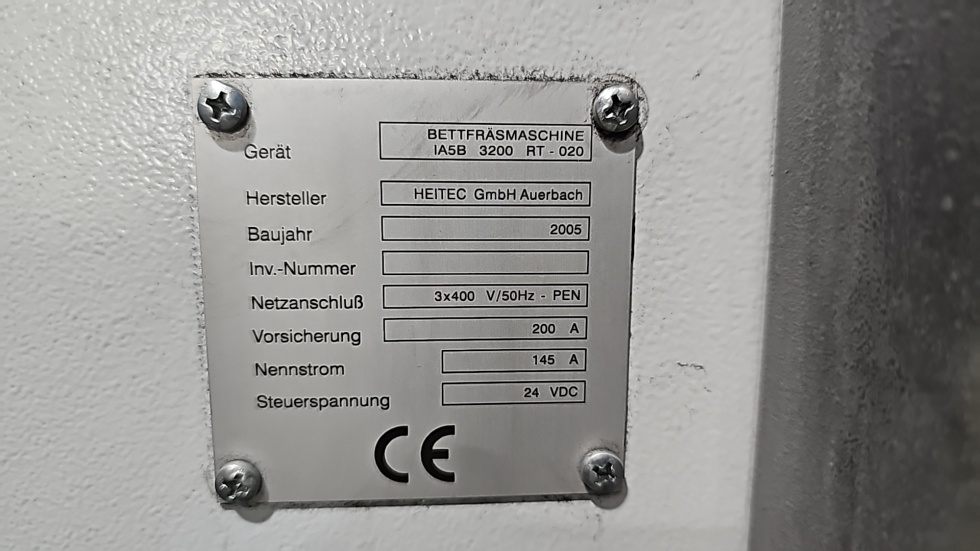 Gerät BETTFRÄSMASCHINE
IA5B 3200 RT - 020
Hersteller HEITEC GmbH Auerbach
Baujahr 2005
Inv.-Nummer
Netzanschluß 3x400 V/50Hz - PEN
Vorsicherung 200 A
Nennstrom 145 A
Steuerspannung 24 VDC
CE